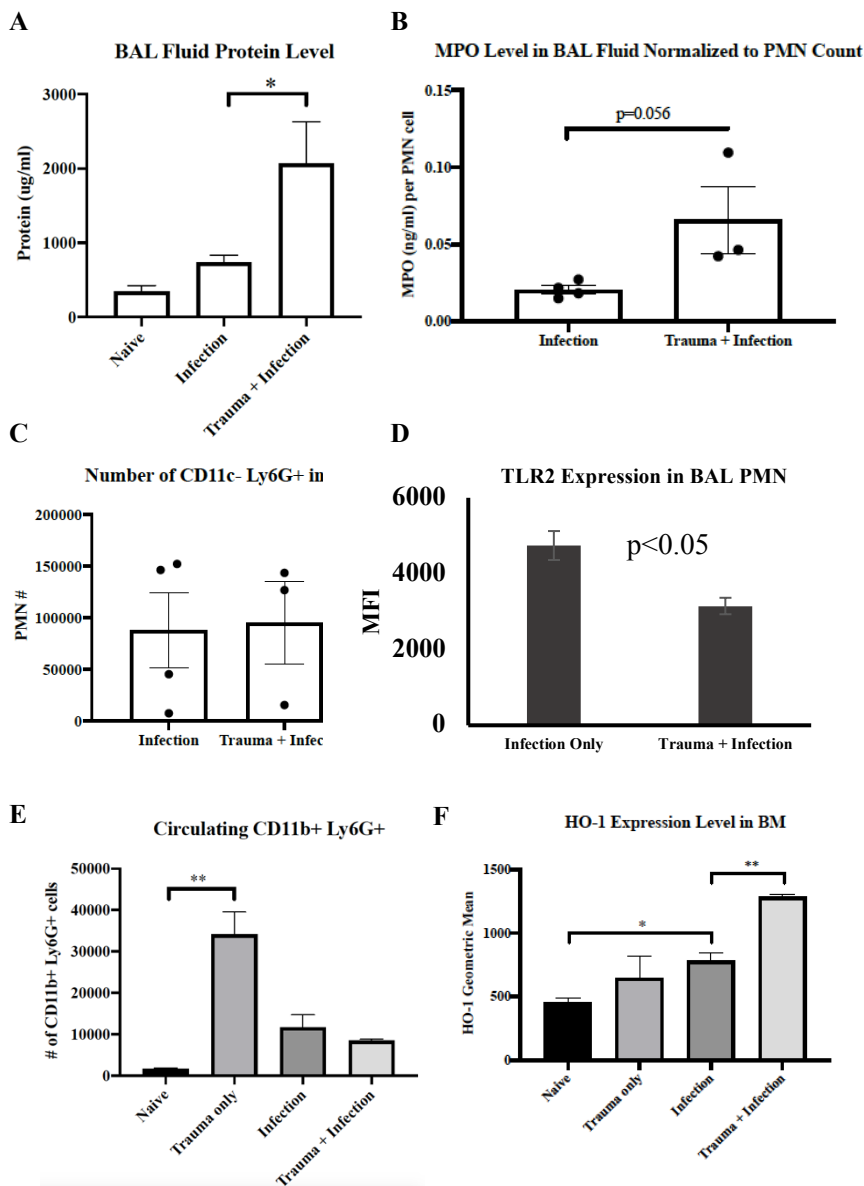 A
BAL Fluid Protein Level
Protein (ug/ml)
3000
2000
1000
0
*
Naive
Infection
Trauma + Infection
B
MPO Level in BAL Fluid Normalized to PMN Count
MPO (ng/ml) per PMN cell
0.15
0.10
0.05
0.00
p=0.056
Infection
Trauma + Infection
C
Number of CD11c- Ly6G+ in
PMN #
200000
150000
100000
50000
0
Infection
Trauma + Infec
D
TLR2 Expression in BAL PMN
MFI
6000
4000
2000
0
p<0.05
Infection Only
Trauma + Infection
E
Circulating CD11b+ Ly6G+
# of CD11b+ Ly6G+ cells
50000
40000
30000
20000
10000
0
**
Naive
Trauma only
Infection
Trauma + Infection
F
HO-1 Expression Level in BM
HO-1 Geometric Mean
1500
1000
500
0
*
**
Naive
Trauma only
Infection
Trauma + Infection